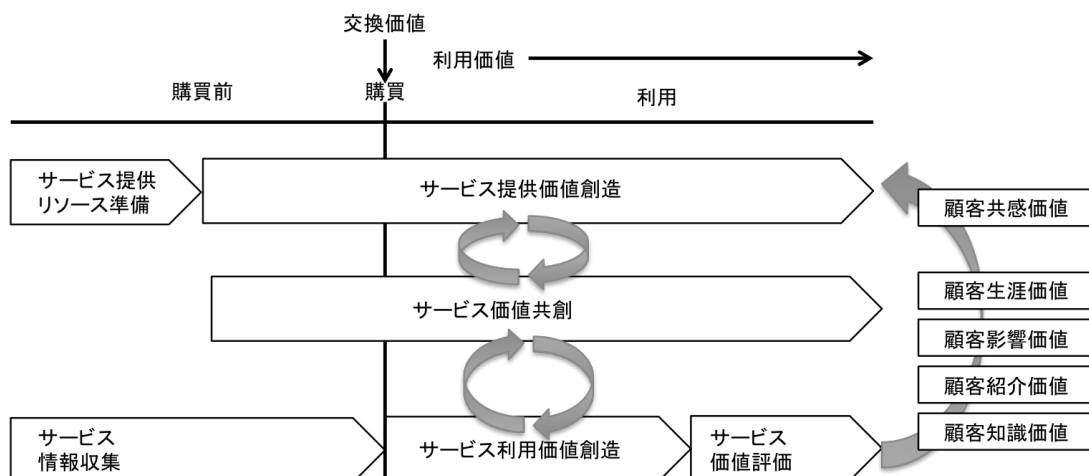 交換価値
利用価値
購買前
購買
利用
サービス提供
リソース準備
サービス提供価値創造
顧客共感価値
サービス価値共創
顧客生涯価値
顧客影響価値
顧客紹介価値
顧客知識価値
サービス
情報収集
サービス利用価値創造
サービス
価値評価